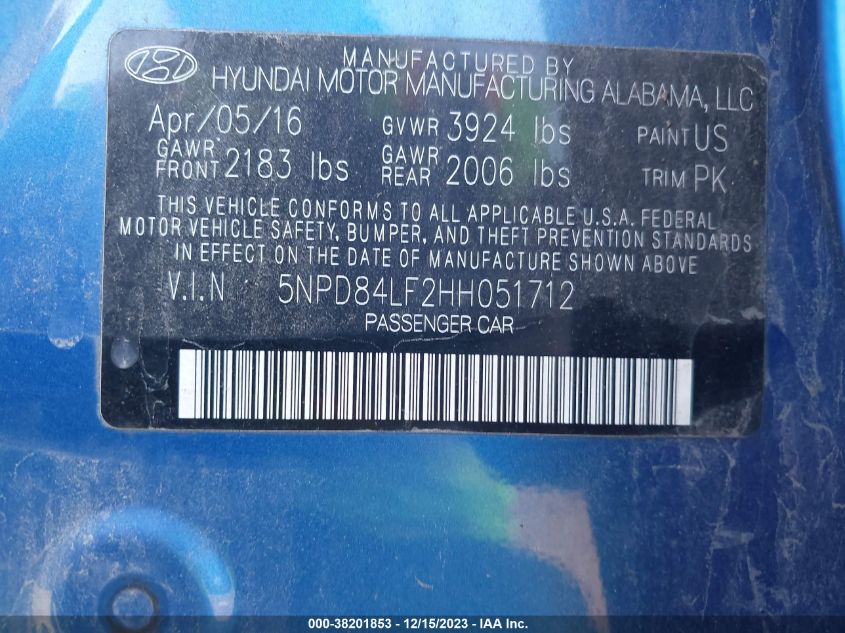 MANUFACTURED BY
HYUNDAI MOTOR MANUFACTURING ALABAMA, LLC
Apr/05/16 GVWR 3924 lbs PAINT US
GAWR FRONT 2183 lbs GAWR REAR 2006 lbs TRIM PK
THIS VEHICLE CONFORMS TO ALL APPLICABLE U.S.A. FEDERAL
MOTOR VEHICLE SAFETY, BUMPER, AND THEFT PREVENTION STANDARDS
IN EFFECT ON THE DATE OF MANUFACTURE SHOWN ABOVE.
V.I.N 5NPD84LF2HH051712
PASSENGER CAR
000-38201853 - 12/15/2023 - IAA Inc.